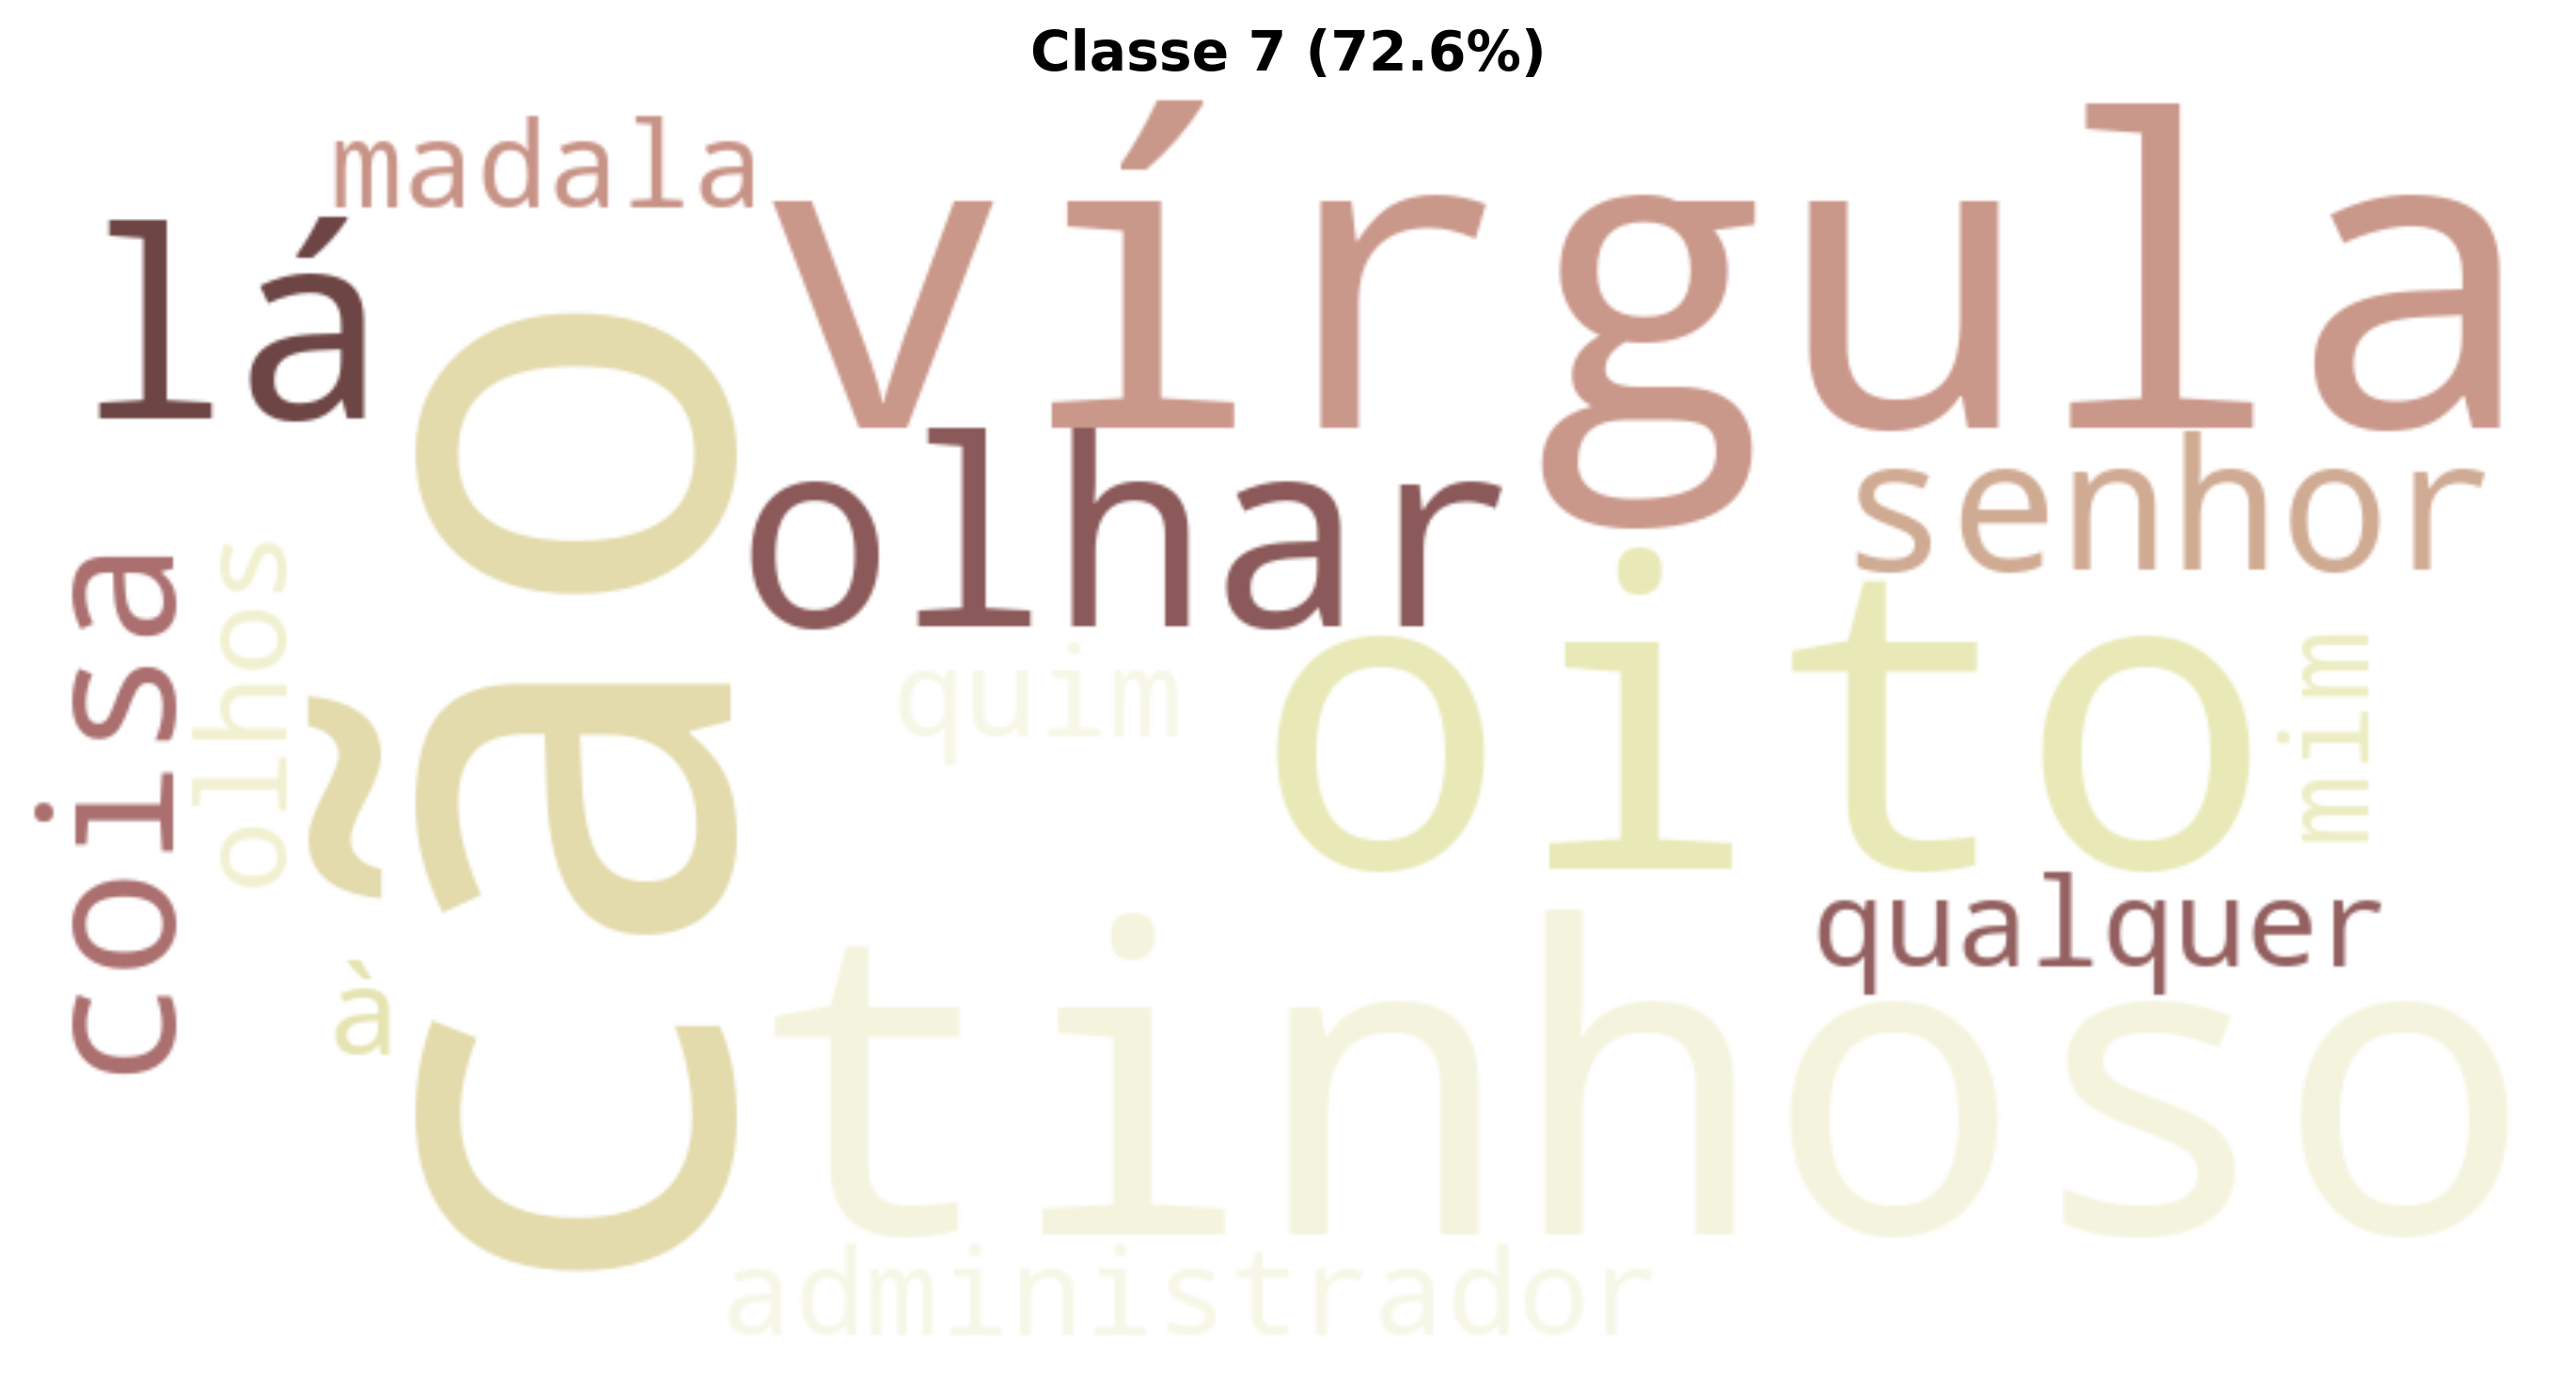 Classe 7 (72.6%)
madala
vírgula
lá
olhar
senhor
coisa
olhos
cão
quim
oito
mim
qualquer
à
tinhoso
administrador